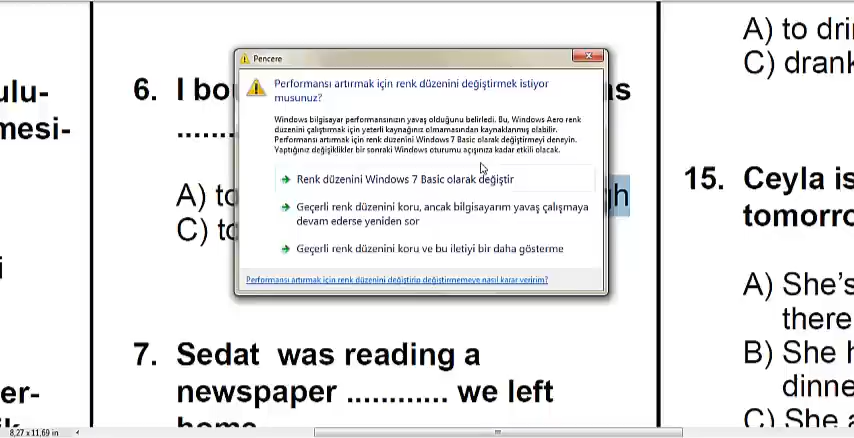 ulu-
mesi-
er-
6. I bo
A) to
C) to
gh
7. Sedat was reading a
newspaper ............ we left
home
Pencere
Performansı artırmak için renk düzenini değiştirmek istiyor
musunuz?
Windows bilgisayar performansınızın yavaş olduğunu belirledi. Bu, Windows Aero renk
düzenini çalıştırmak için yeterli kaynağınız olmamasından kaynaklanmış olabilir.
Performansı artırmak için renk düzenini Windows 7 Basic olarak değiştirmeyi deneyin.
Yaptığınız değişiklikler bir sonraki Windows oturumu açışınıza kadar etkili olacak.
Renk düzenini Windows 7 Basic olarak değiştir
Geçerli renk düzenini koru, ancak bilgisayarım yavaş çalışmaya
devam ederse yeniden sor
Geçerli renk düzenini koru ve bu iletiyi bir daha gösterme
Performansı artırmak için renk düzenini değiştirip değiştirmemeye nasıl karar veririm?
A) to dri
C) drank
15. Ceyla is
tomorro
A) She's
there
B) She h
dinne
C) She a
8,27 x 11,69 in